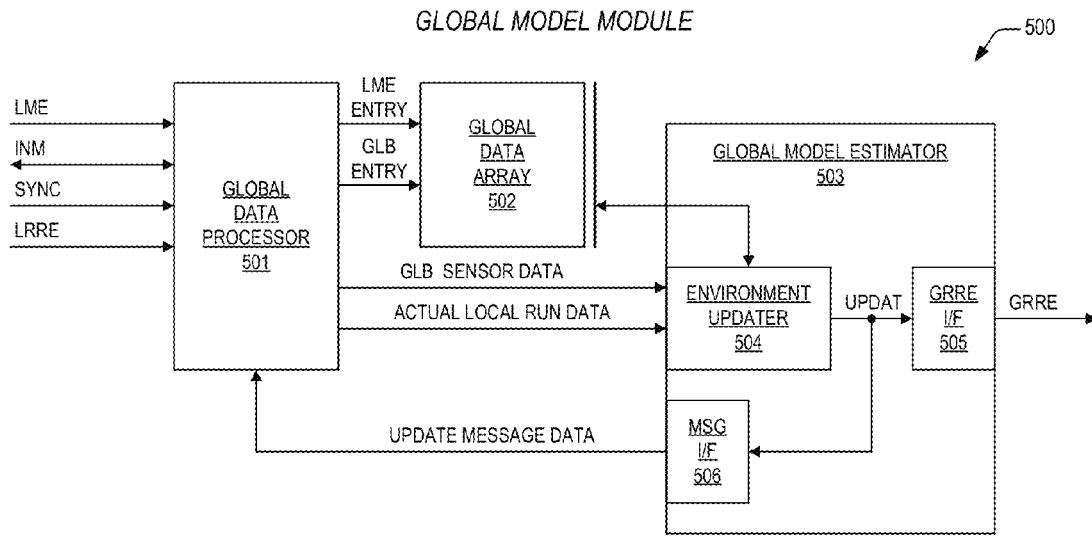 GLOBAL MODEL MODULE
500
LME
INM
SYNC
LRRE
GLOBAL
DATA
PROCESSOR
501
LME
ENTRY
GLB
ENTRY
GLOBAL
DATA
ARRAY
502
GLOBAL MODEL ESTIMATOR
503
GLB SENSOR DATA
ACTUAL LOCAL RUN DATA
ENVIRONMENT
UPDATER
504
UPDAT
GRRE
I/F
505
GRRE
UPDATE MESSAGE DATA
MSG
I/F
506